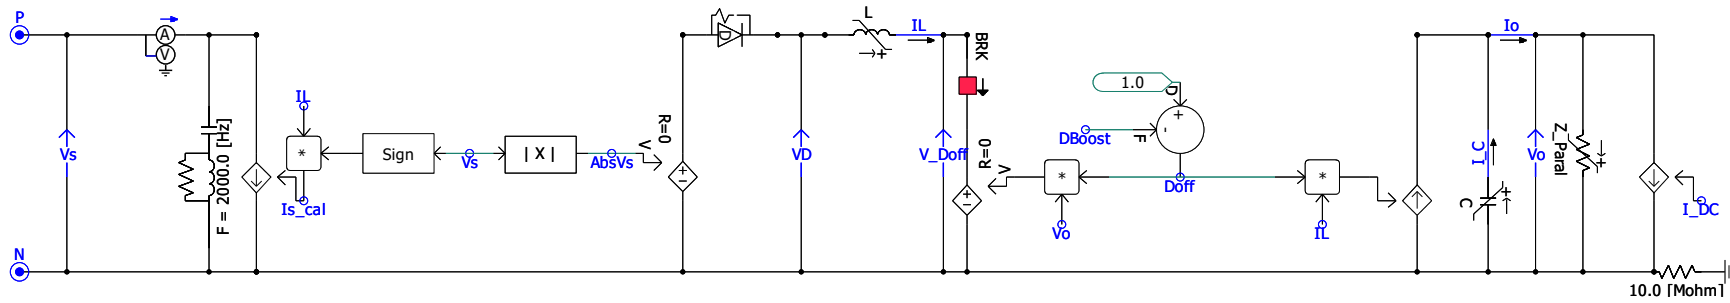 P
A
V
Vs
F = 2000.0 [Hz]
N
IL
*
Is_cal
Sign
Vs
| X |
AbsVs
V
R=0
+
-
D
VD
L
+
IL
V_Doff
BRK
R=0
V
+
-
1.0
D
+
-
F
DBoost
*
Doff
*
Vo
IL
Io
I_C
C
+
Vo
Z_Paral
+
I_DC
10.0 [Mohm]